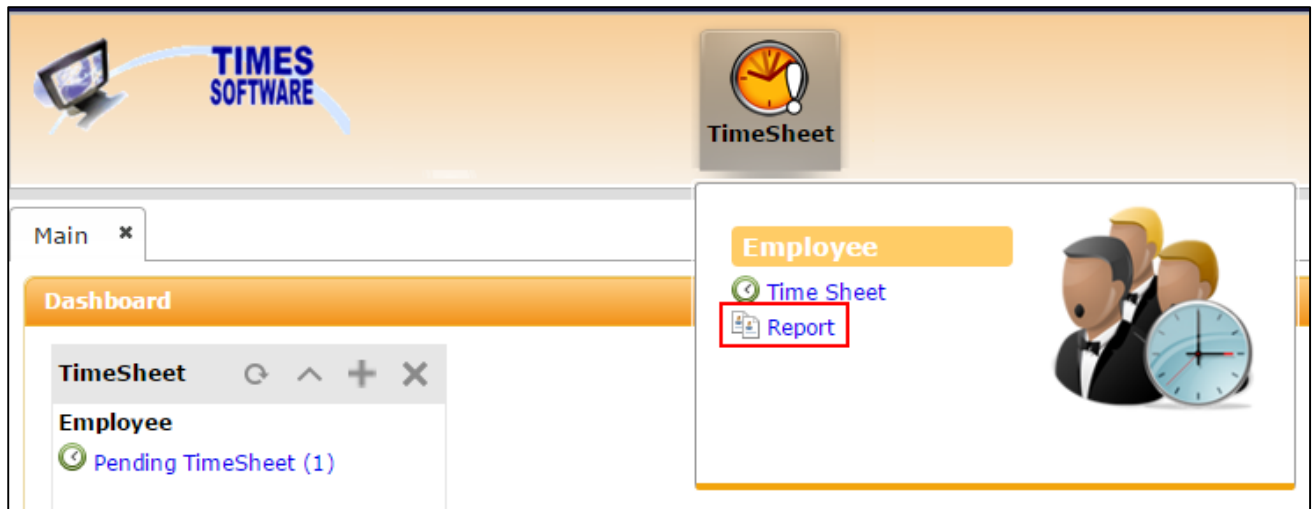 TIMES
SOFTWARE
TimeSheet
Main
Employee
Time Sheet
Report
Dashboard
TimeSheet
Employee
Pending TimeSheet (1)